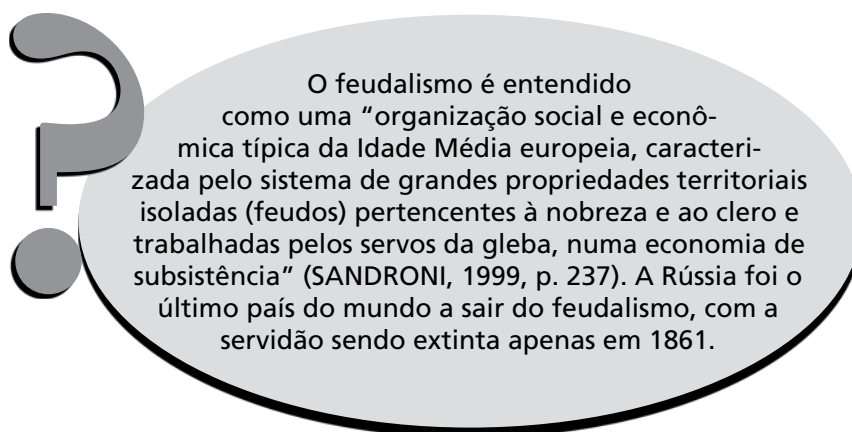 O feudalismo é entendido
como uma “organização social e econô-
mica típica da Idade Média europeia, caracteri-
zada pelo sistema de grandes propriedades territoriais
isoladas (feudos) pertencentes à nobreza e ao clero e
trabalhadas pelos servos da gleba, numa economia de
subsistência” (SANDRONI, 1999, p. 237). A Rússia foi o
último país do mundo a sair do feudalismo, com a
servidão sendo extinta apenas em 1861.